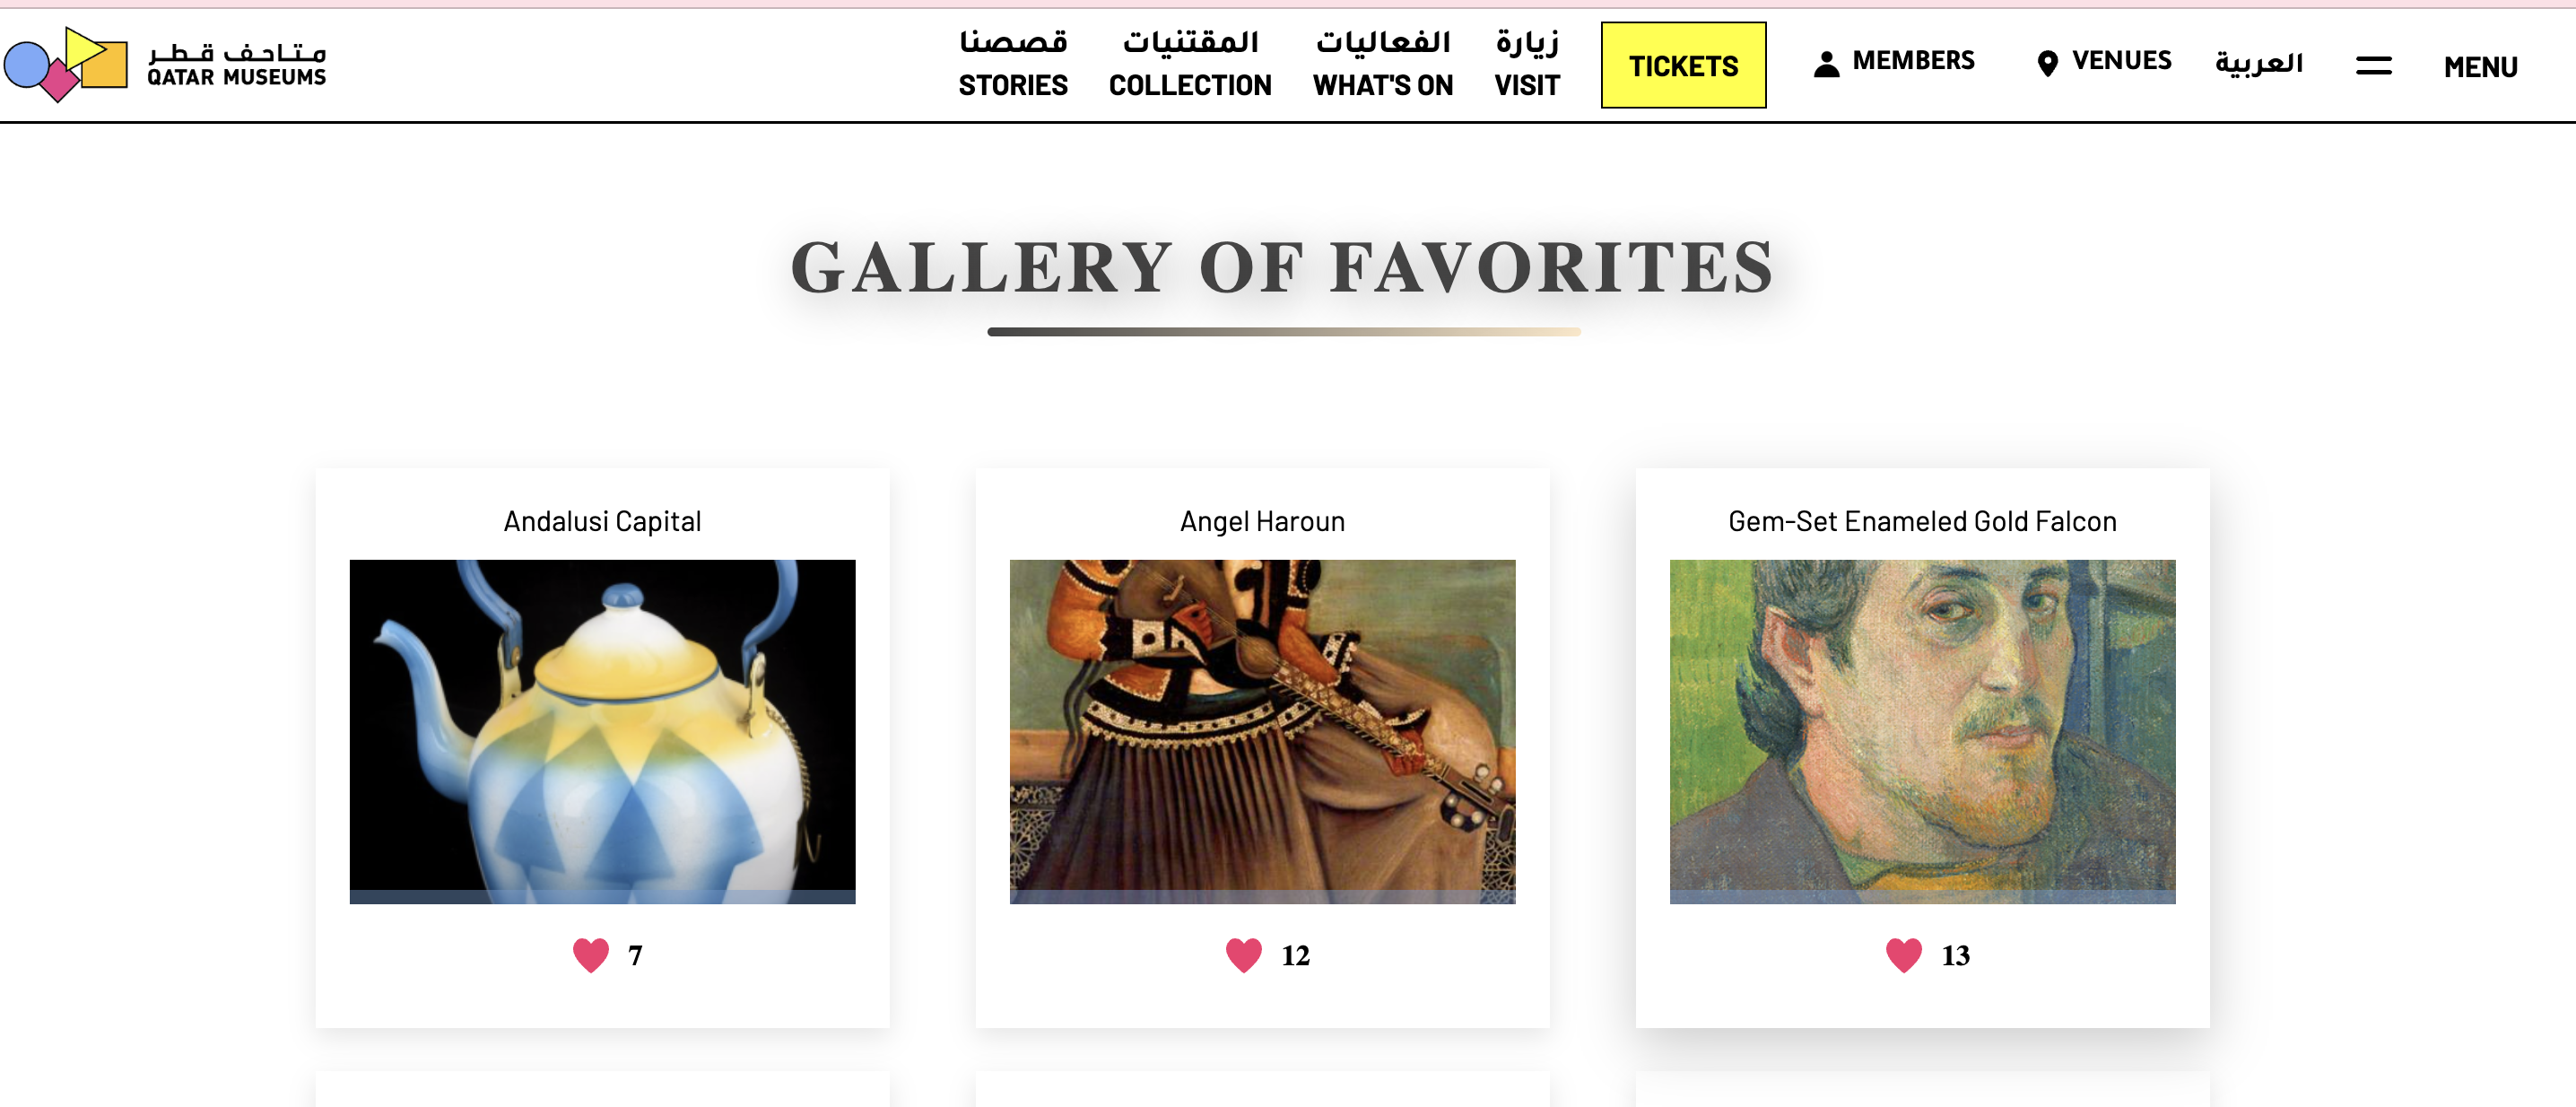 متاحف قطر
QATAR MUSEUMS
قصصنا
STORIES
المقتنيات
COLLECTION
الفعاليات
WHAT'S ON
زيارة
VISIT
TICKETS
MEMBERS
VENUES
العربية
MENU
GALLERY OF FAVORITES
Andalusi Capital
Angel Haroun
Gem-Set Enameled Gold Falcon
7
12
13